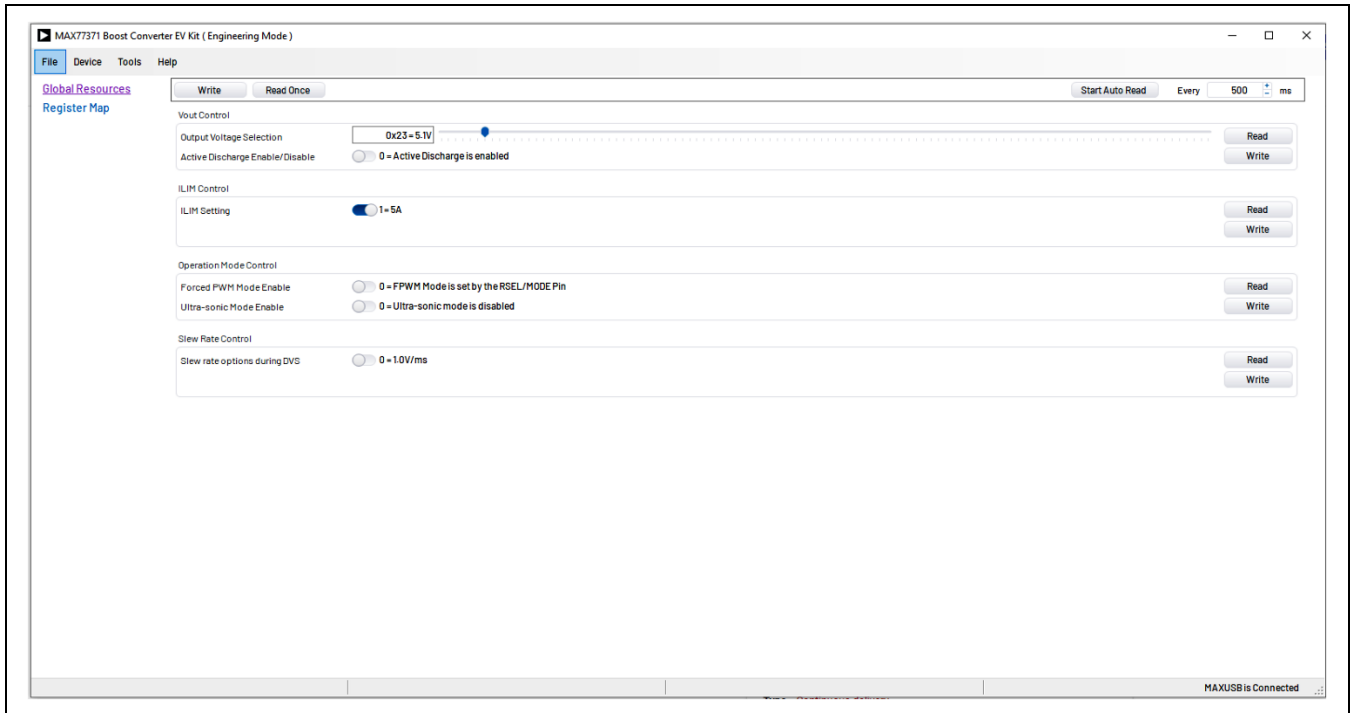 MAX77371 Boost Converter EV Kit ( Engineering Mode )
File Device Tools Help
Global Resources
Register Map
Write Read Once Start Auto Read Every 500 ms
Vout Control
Output Voltage Selection 0x23 = 5.1V Read
Active Discharge Enable/Disable 0 = Active Discharge is enabled Write
ILIM Control
ILIM Setting 1 = 5A Read
Write
Operation Mode Control
Forced PWM Mode Enable 0 = FPWM Mode is set by the RSEL/MODE Pin Read
Ultra-sonic Mode Enable 0 = Ultra-sonic mode is disabled Write
Slew Rate Control
Slew rate options during DVS 0 = 1.0V/ms Read
Write
MAXUSB is Connected